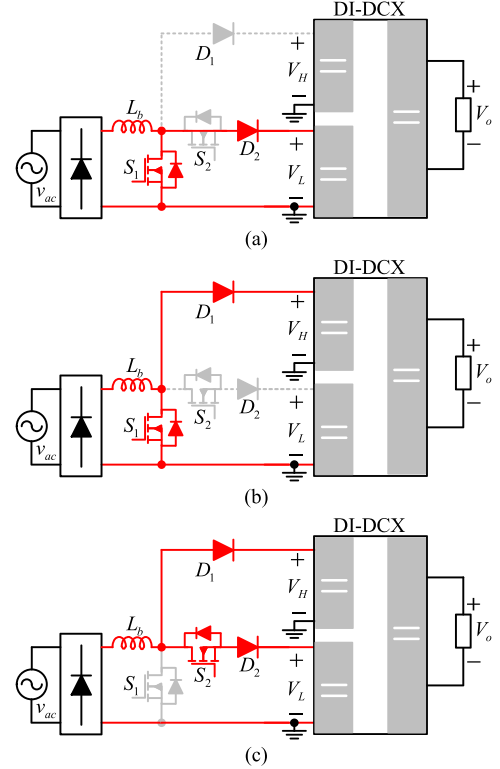 DI-DCX
D1
+
VH
−
Lb
+
S1
S2
D2
+
VL
−
vac
Vo
−
(a)
DI-DCX
D1
+
VH
−
Lb
+
S1
S2
D2
+
VL
−
vac
Vo
−
(b)
DI-DCX
D1
+
VH
−
Lb
+
S1
S2
D2
+
VL
−
vac
Vo
−
(c)